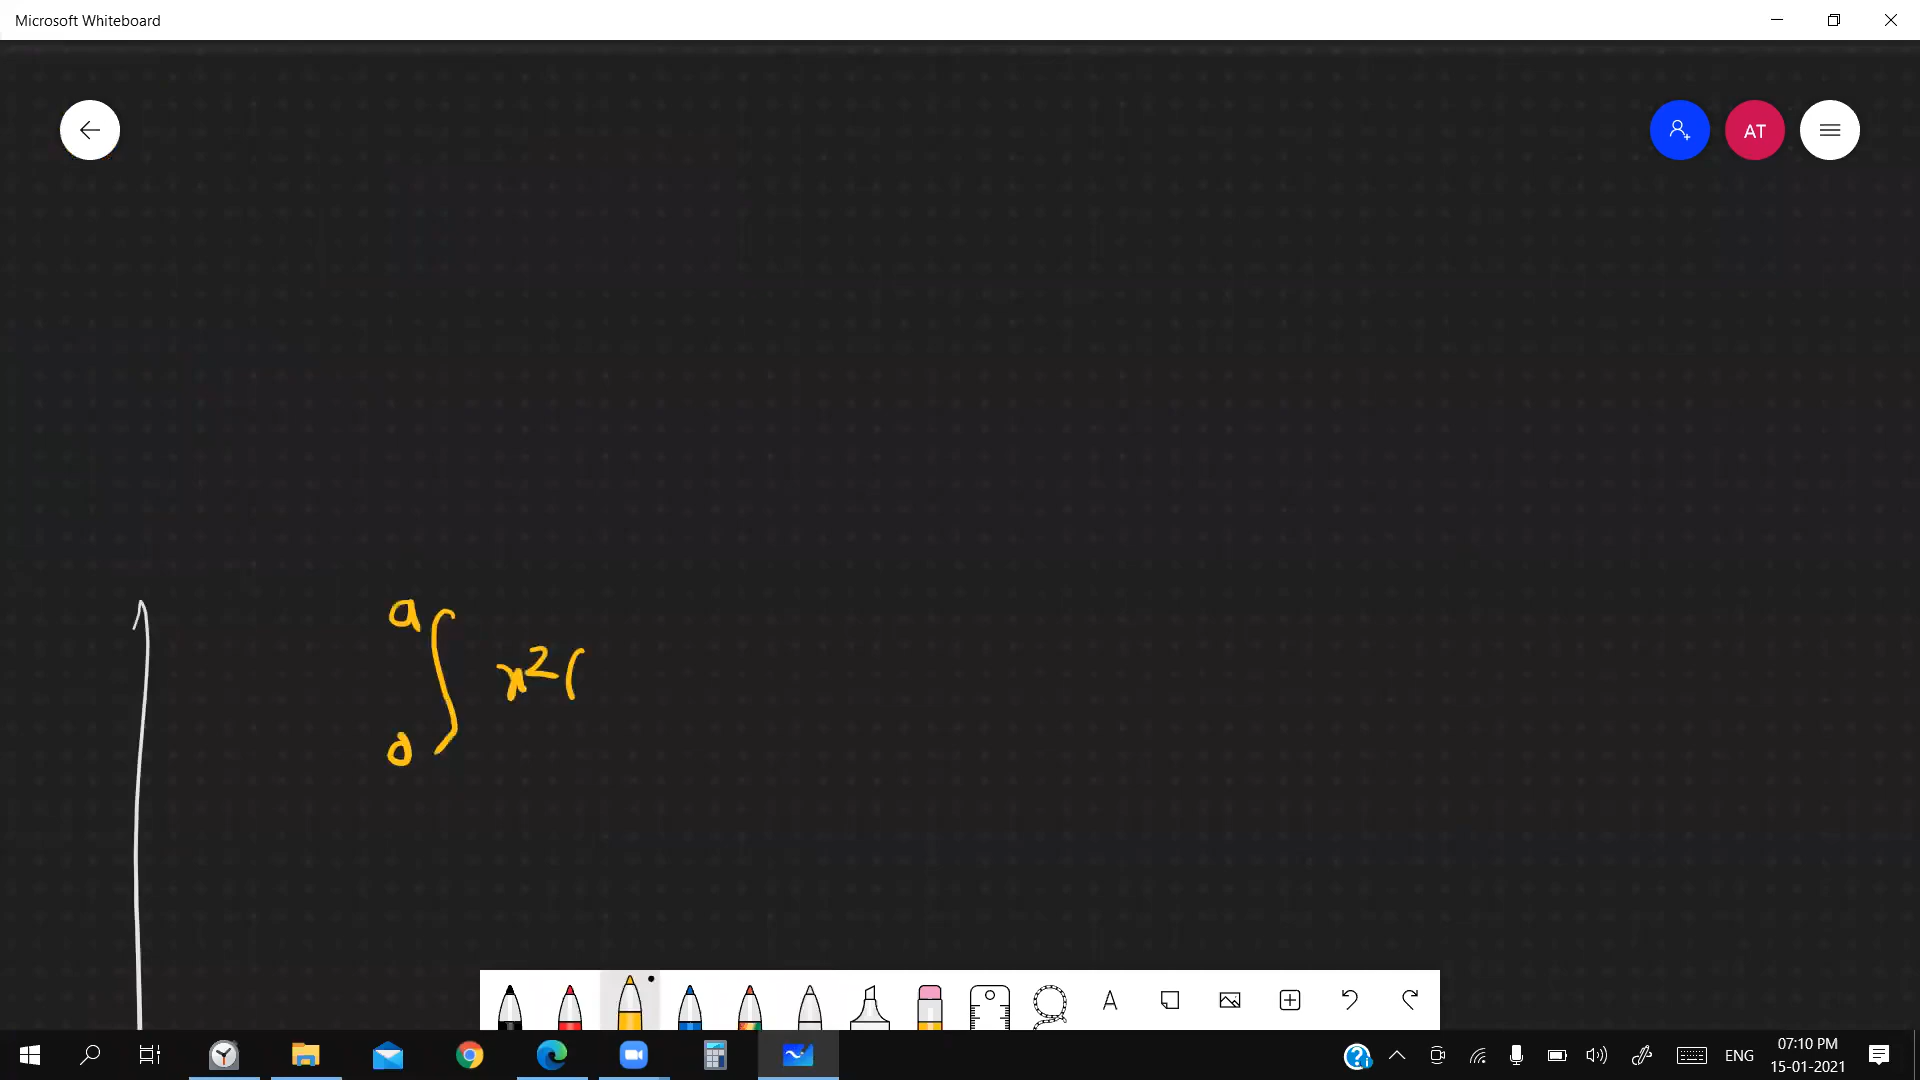 Microsoft Whiteboard
AT
a
∫ x² (
0
A
ENG
07:10 PM
15-01-2021